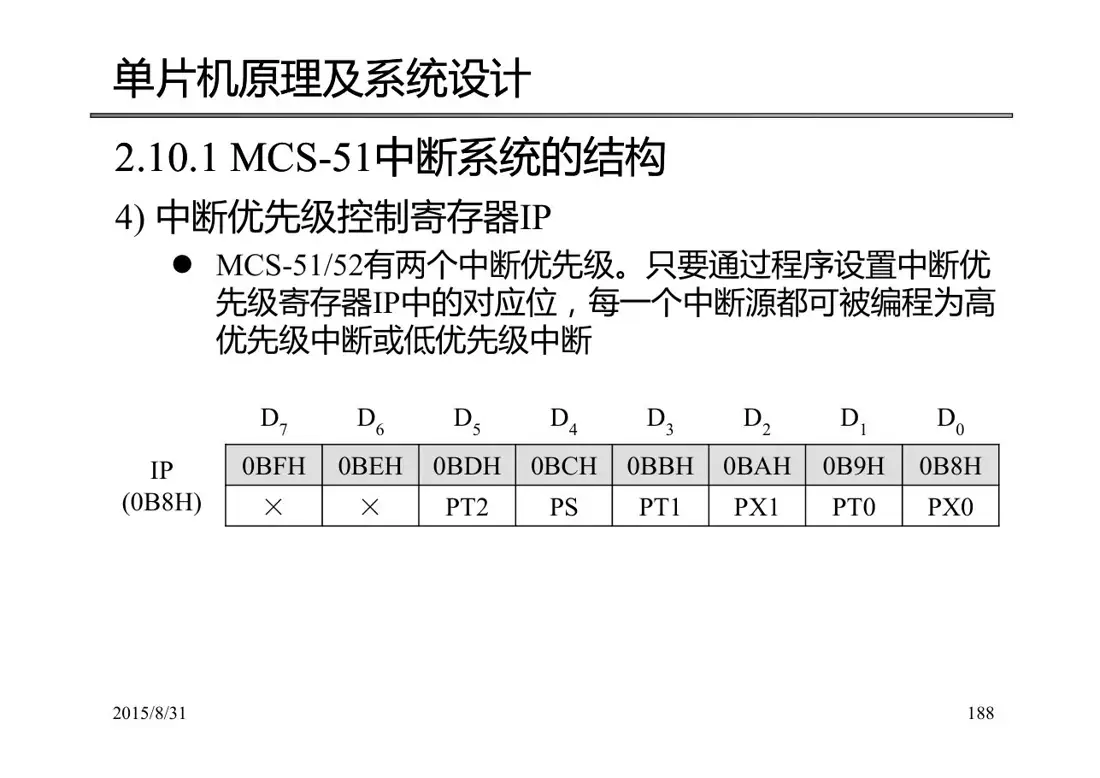 单片机原理及系统设计
2.10.1 MCS-51中断系统的结构
4) 中断优先级控制寄存器IP
● MCS-51/52有两个中断优先级。只要通过程序设置中断优
先级寄存器IP中的对应位，每一个中断源都可被编程为高
优先级中断或低优先级中断
D7 D6 D5 D4 D3 D2 D1 D0
IP 0BFH 0BEH 0BDH 0BCH 0BBH 0BAH 0B9H 0B8H
(0B8H) × × PT2 PS PT1 PX1 PT0 PX0
2015/8/31 188